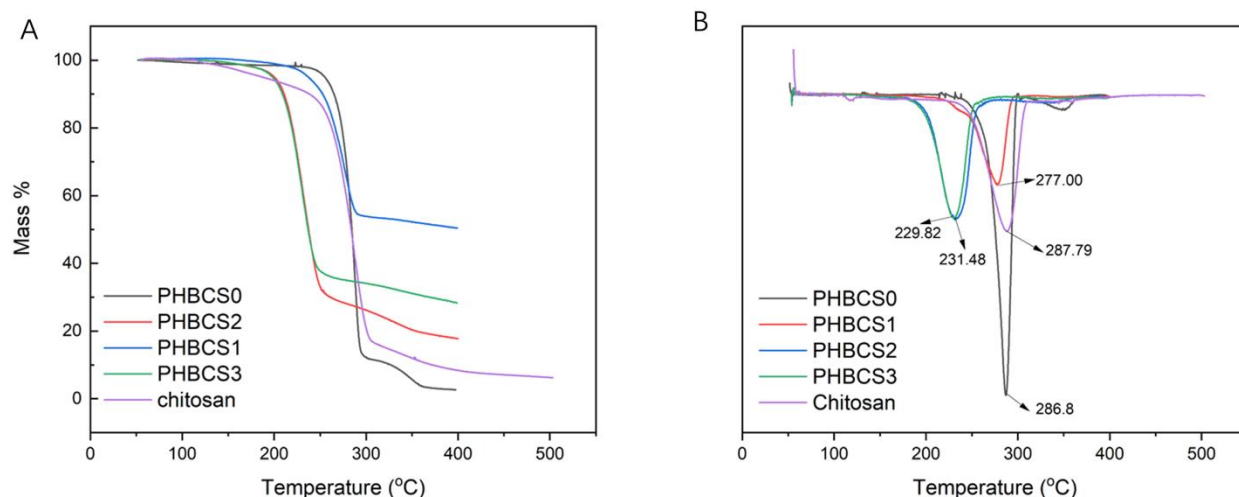 A
100
80
60
40
20
0
Mass %
PHBCS0
PHBCS2
PHBCS1
PHBCS3
chitosan
0 100 200 300 400 500
Temperature (°C)
B
277.00
229.82
231.48
287.79
286.8
PHBCS0
PHBCS1
PHBCS2
PHBCS3
Chitosan
0 100 200 300 400 500
Temperature (°C)